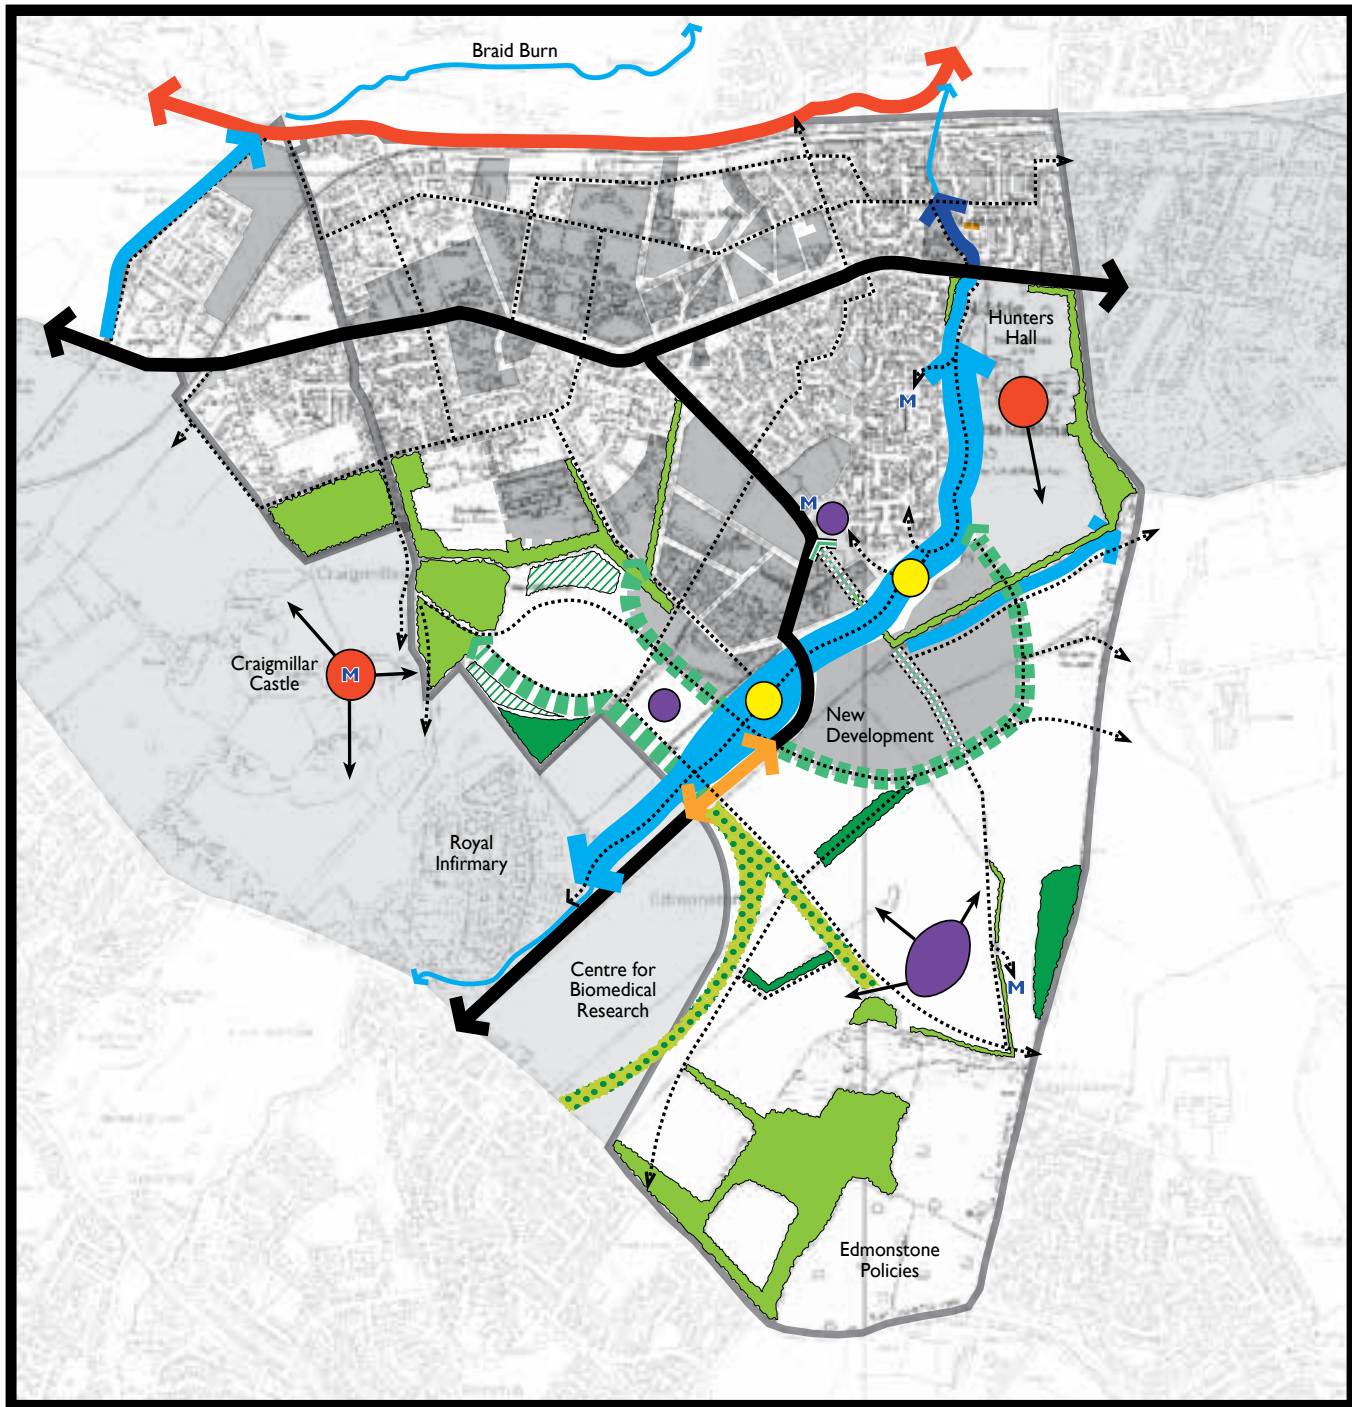 Braid Burn
Hunters
Hall
M
M
Craigmillar
Castle
M
New
Development
Royal
Infirmary
Centre for
Biomedical
Research
M
Edmonstone
Policies